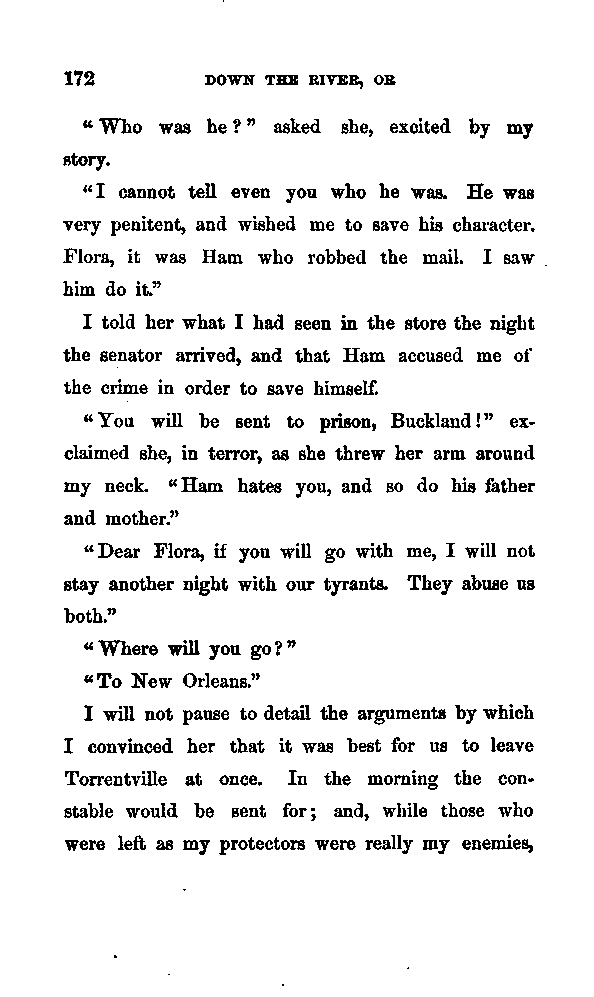 172 DOWN THE RIVER, OR
“Who was he?” asked she, excited by my
story.
“I cannot tell even you who he was. He was
very penitent, and wished me to save his character.
Flora, it was Ham who robbed the mail. I saw
him do it.”
I told her what I had seen in the store the night
the senator arrived, and that Ham accused me of
the crime in order to save himself.
“You will be sent to prison, Buckland!” ex-
claimed she, in terror, as she threw her arm around
my neck. “Ham hates you, and so do his father
and mother.”
“Dear Flora, if you will go with me, I will not
stay another night with our tyrants. They abuse us
both.”
“Where will you go?”
“To New Orleans.”
I will not pause to detail the arguments by which
I convinced her that it was best for us to leave
Torrentville at once. In the morning the con-
stable would be sent for; and, while those who
were left as my protectors were really my enemies,